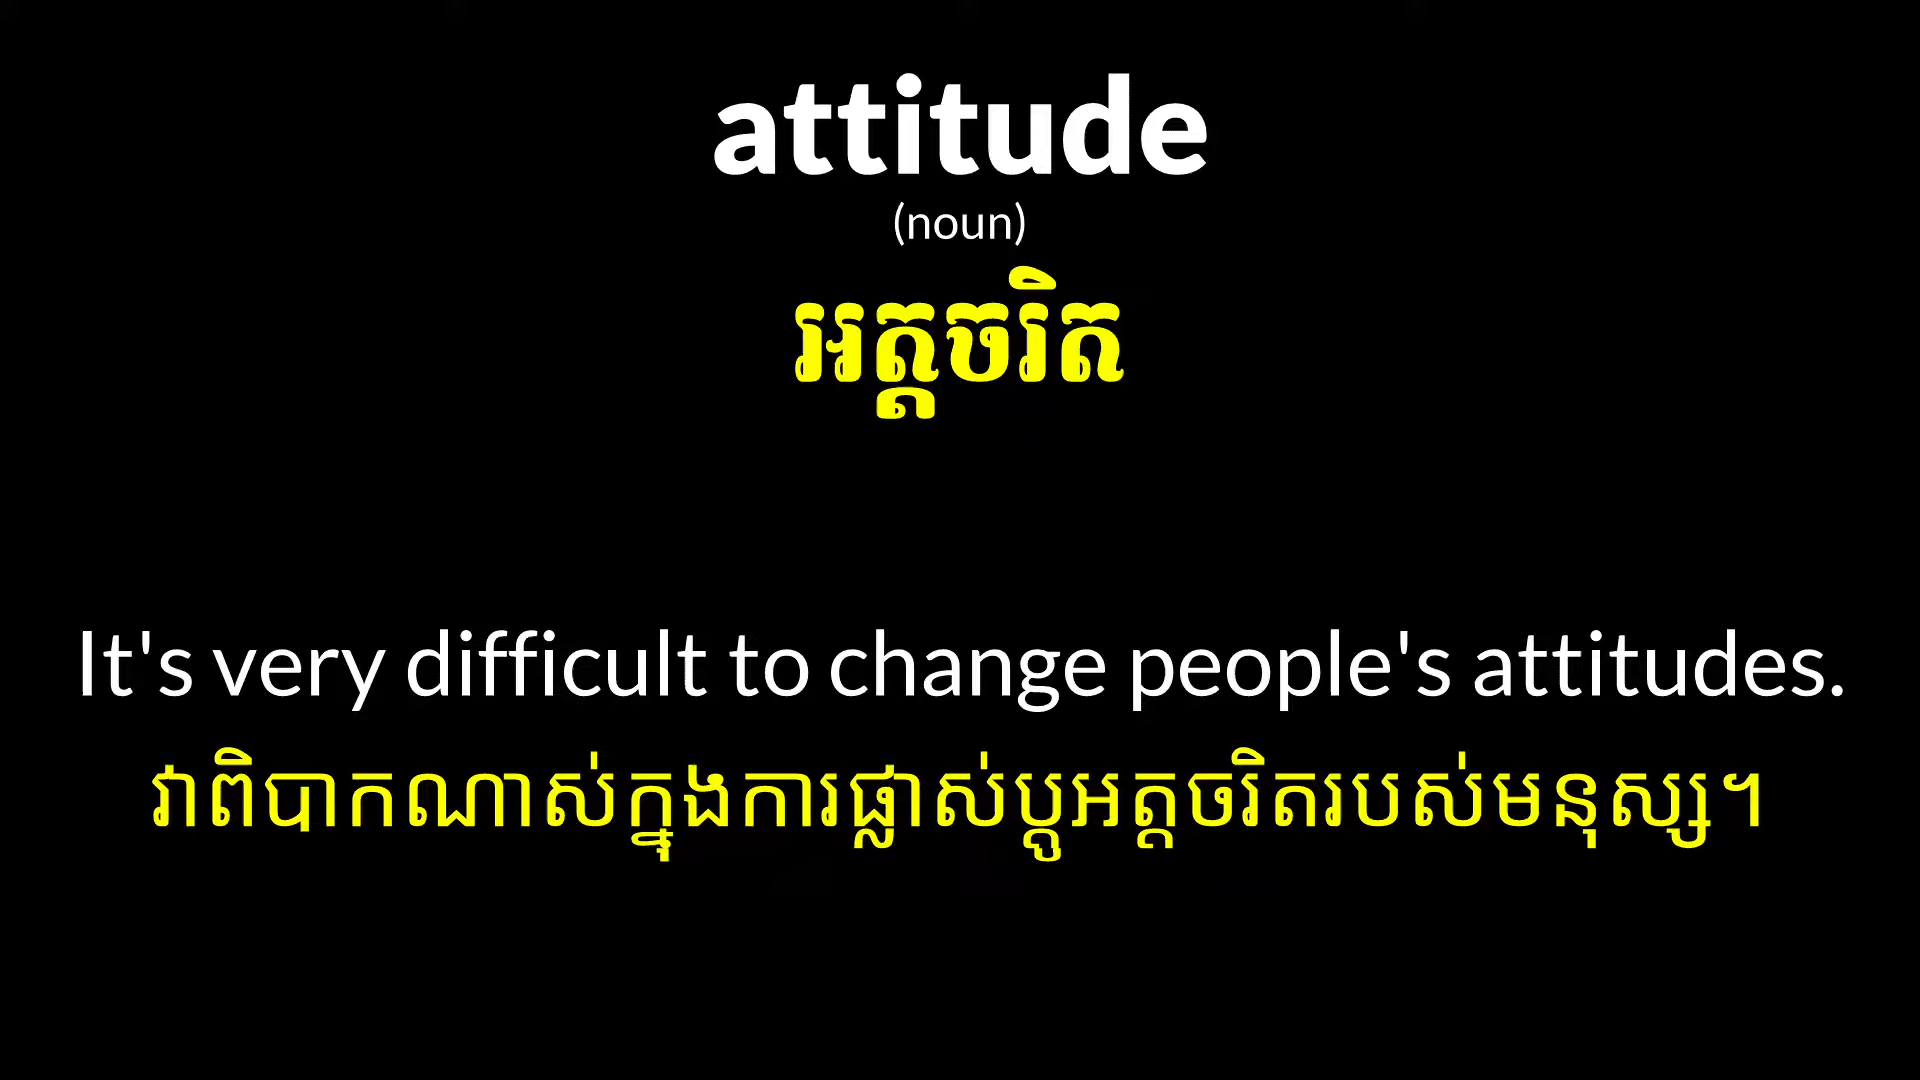 attitude
(noun)
អត្តចរិត
It's very difficult to change people's attitudes.
វាពិបាកណាស់ក្នុងការផ្លាស់ប្តូអត្តចរិតរបស់មនុស្ស។